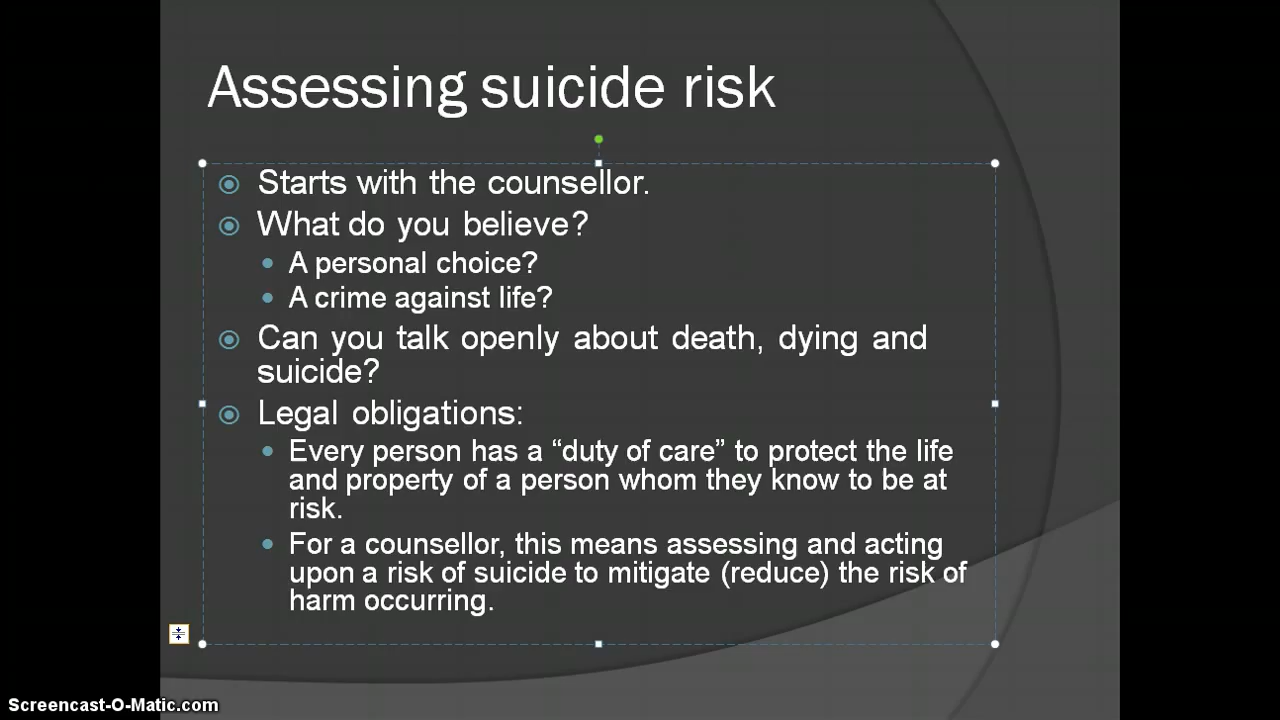 Assessing suicide risk
Starts with the counsellor.
What do you believe?
A personal choice?
A crime against life?
Can you talk openly about death, dying and
suicide?
Legal obligations:
Every person has a “duty of care” to protect the life
and property of a person whom they know to be at
risk.
For a counsellor, this means assessing and acting
upon a risk of suicide to mitigate (reduce) the risk of
harm occurring.
Screencast-O-Matic.com